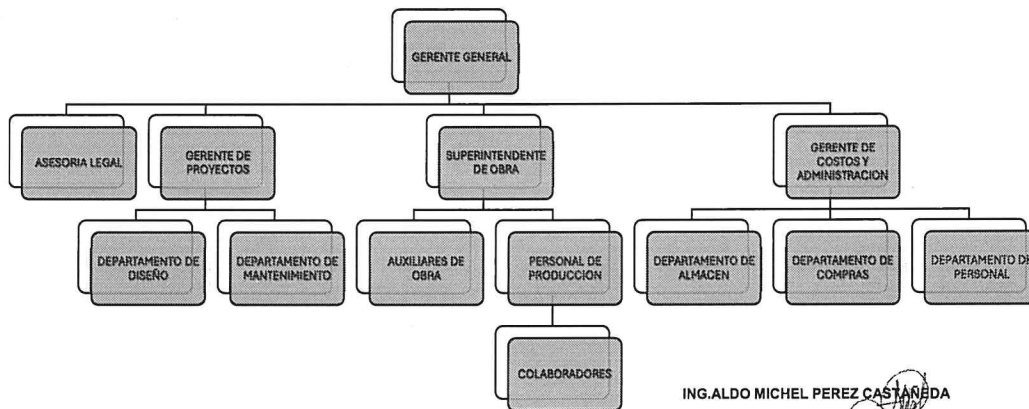 GERENTE GENERAL
ASESORIA LEGAL
GERENTE DE
PROYECTOS
SUPERINTENDENTE
DE OBRA
GERENTE DE
COSTOS Y
ADMINISTRACION
DEPARTAMENTO DE
DISEÑO
DEPARTAMENTO DE
MANTENIMIENTO
AUXILIARES DE
OBRA
PERSONAL DE
PRODUCCION
DEPARTAMENTO DE
ALMACEN
DEPARTAMENTO DE
COMPRAS
DEPARTAMENTO DE
PERSONAL
COLABORADORES
ING.ALDO MICHEL PEREZ CASTAÑEDA